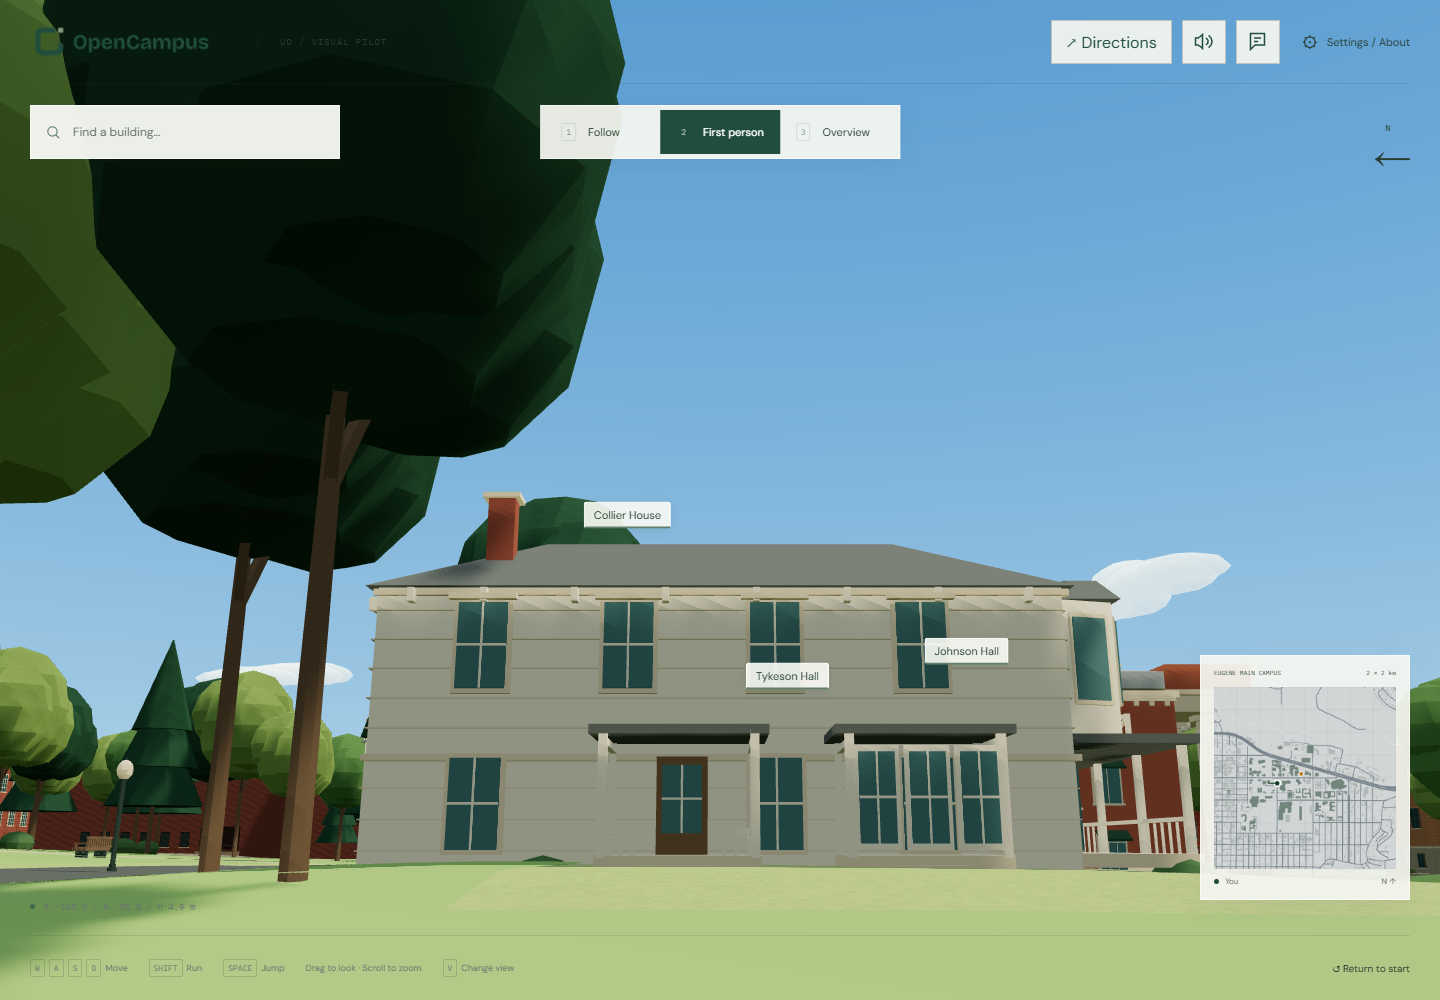 OpenCampus
UO / VISUAL PILOT
↗ Directions
Settings / About
Find a building...
1 Follow
2 First person
3 Overview
N
Collier House
Johnson Hall
Tykeson Hall
EUGENE MAIN CAMPUS 2 × 2 km
You N ↑
4.9 m
W A S D Move
SHIFT Run
SPACE Jump
Drag to look · Scroll to zoom
V Change view
↺ Return to start